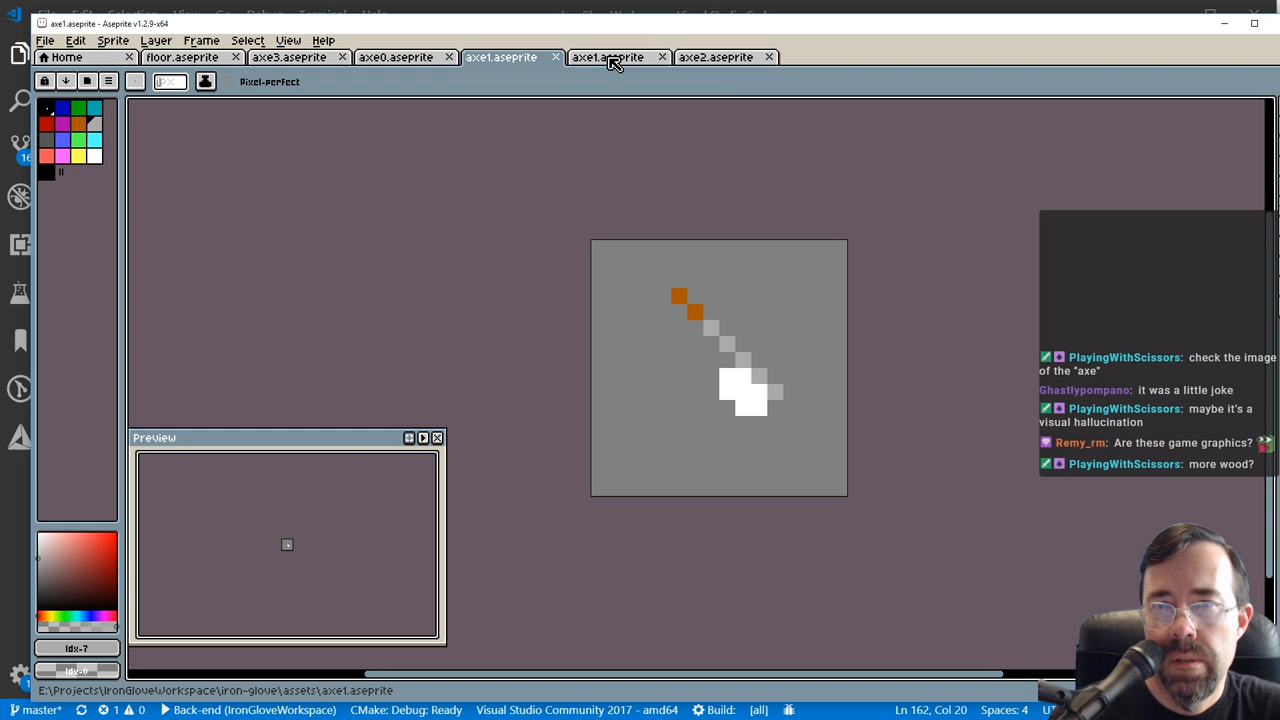 axe1.aseprite - Aseprite v1.2.9-x64
File Edit Sprite Layer Frame Select View Help
Home floor.aseprite axe3.aseprite axe0.aseprite axe1.aseprite axe1.aseprite axe2.aseprite
Pixel-perfect
PlayingWithScissors: check the image
of the "axe"
Ghastlypompano: it was a little joke
PlayingWithScissors: maybe it's a
visual hallucination
Remy_rm: Are these game graphics?
PlayingWithScissors: more wood?
Preview
Idx-7
Idx-0
E:\Projects\IronGloveWorkspace\iron-glove\assets\axe1.aseprite
master* 1 0 Back-end (IronGloveWorkspace) CMake: Debug: Ready Visual Studio Community 2017 - amd64 Build: [all] Ln 162, Col 20 Spaces: 4